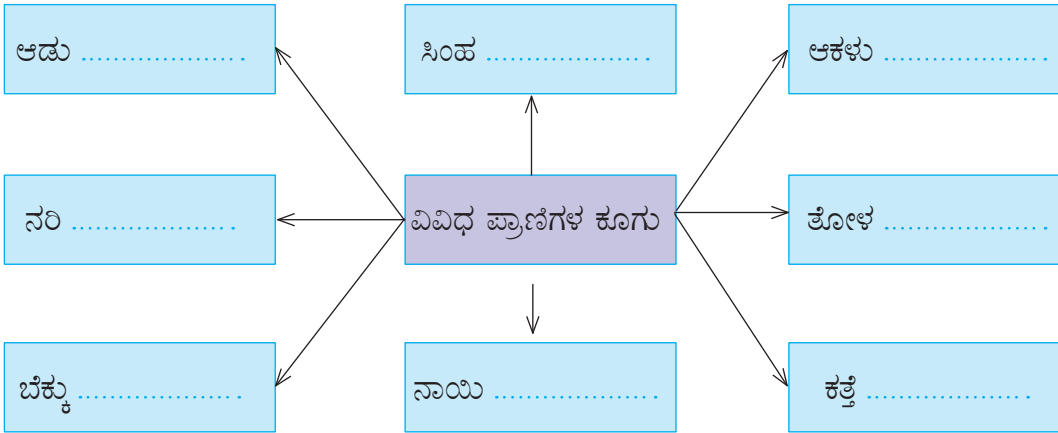 ಆಡು ....................
ಸಿಂಹ ....................
ಆಕಳು ....................
ನರಿ ....................
ವಿವಿಧ ಪ್ರಾಣಿಗಳ ಕೂಗು
ತೋಳ ....................
ಬೆಕ್ಕು ....................
ನಾಯಿ ....................
ಕತ್ತೆ ....................